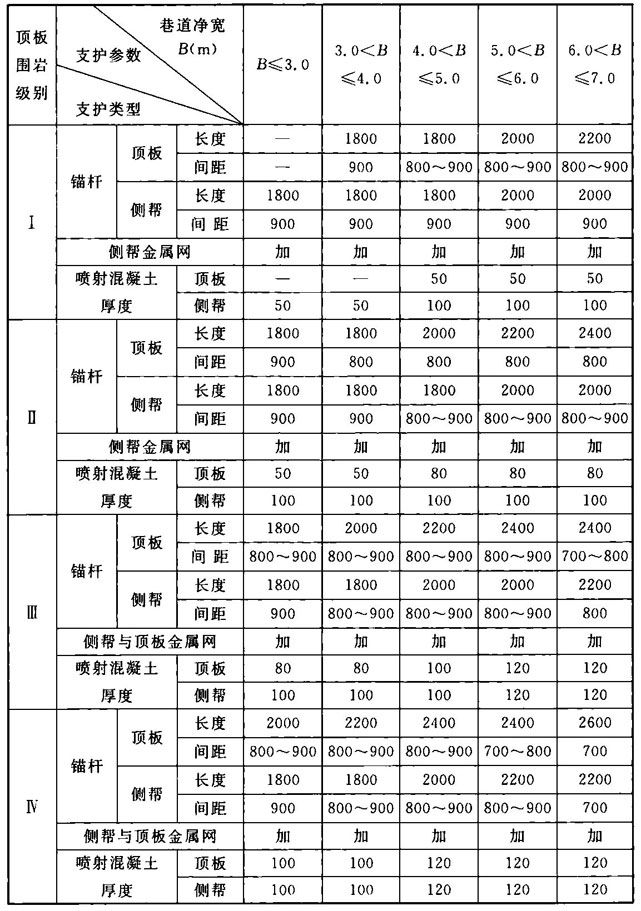 顶板围岩级别 支护参数 巷道净宽 B(m) 支护类型 B≤3.0 3.0<B≤4.0 4.0<B≤5.0 5.0<B≤6.0 6.0<B≤7.0
Ⅰ 锚杆 顶板 长度 — 1800 1800 2000 2200
间距 — 900 800～900 800～900 800～900
侧帮 长度 1800 1800 1800 2000 2000
间距 900 900 900 900 900
侧帮金属网 加 加 加 加 加
喷射混凝土厚度 顶板 — — 50 50 50
侧帮 50 50 100 100 100
Ⅱ 锚杆 顶板 长度 1800 1800 2000 2200 2400
间距 900 800 800 800 800
侧帮 长度 1800 1800 1800 2000 2000
间距 900 900 800～900 800～900 800～900
侧帮金属网 加 加 加 加 加
喷射混凝土厚度 顶板 50 50 80 80 80
侧帮 100 100 100 100 100
Ⅲ 锚杆 顶板 长度 1800 2000 2200 2400 2400
间距 800～900 800～900 800～900 800～900 700～800
侧帮 长度 1800 1800 2000 2000 2200
间距 900 800～900 800～900 800～900 800
侧帮与顶板金属网 加 加 加 加 加
喷射混凝土厚度 顶板 80 80 100 120 120
侧帮 100 100 100 120 120
Ⅳ 锚杆 顶板 长度 2000 2200 2400 2400 2600
间距 800～900 800～900 800～900 700～800 700
侧帮 长度 1800 1800 2000 2200 2200
间距 900 800～900 800～900 800～900 700
侧帮与顶板金属网 加 加 加 加 加
喷射混凝土厚度 顶板 100 100 120 120 120
侧帮 100 100 120 120 120